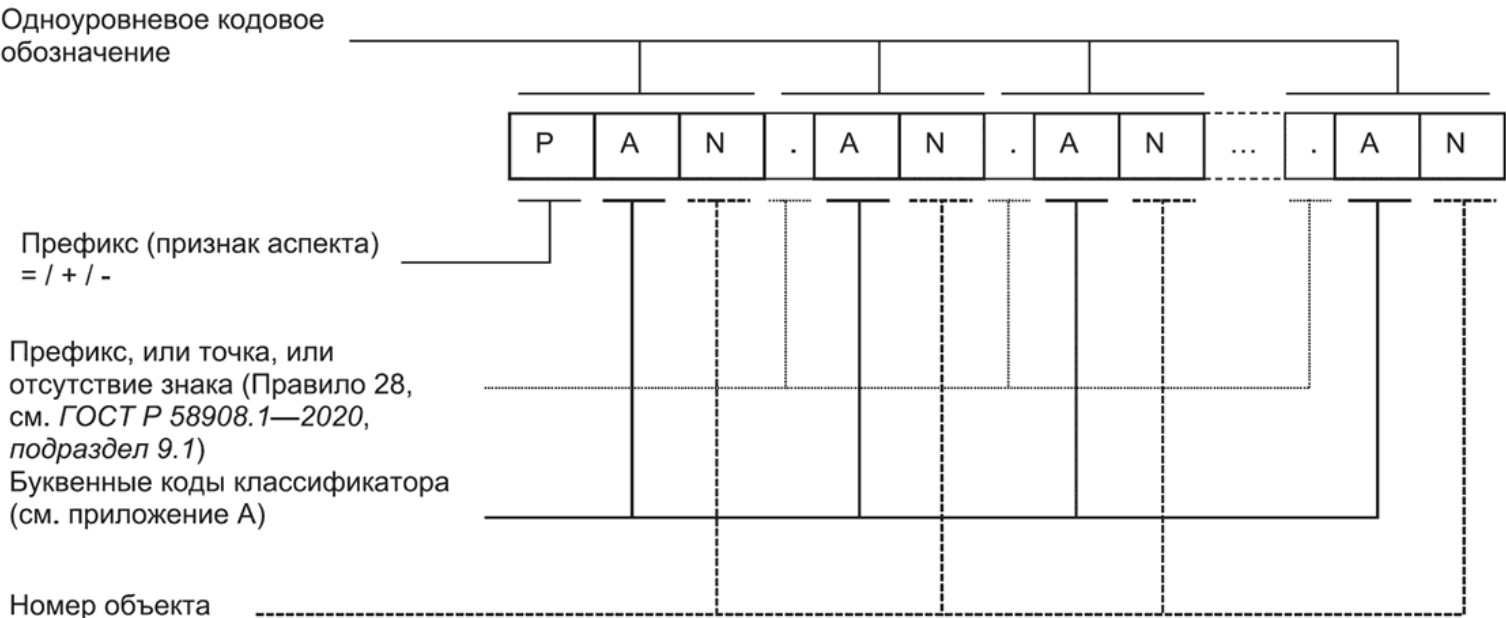 Одноуровневое кодовое
обозначение
P A N . A N . A N ... . A N
Префикс (признак аспекта)
= / + / -
Префикс, или точка, или
отсутствие знака (Правило 28,
см. ГОСТ Р 58908.1—2020,
подраздел 9.1)
Буквенные коды классификатора
(см. приложение А)
Номер объекта